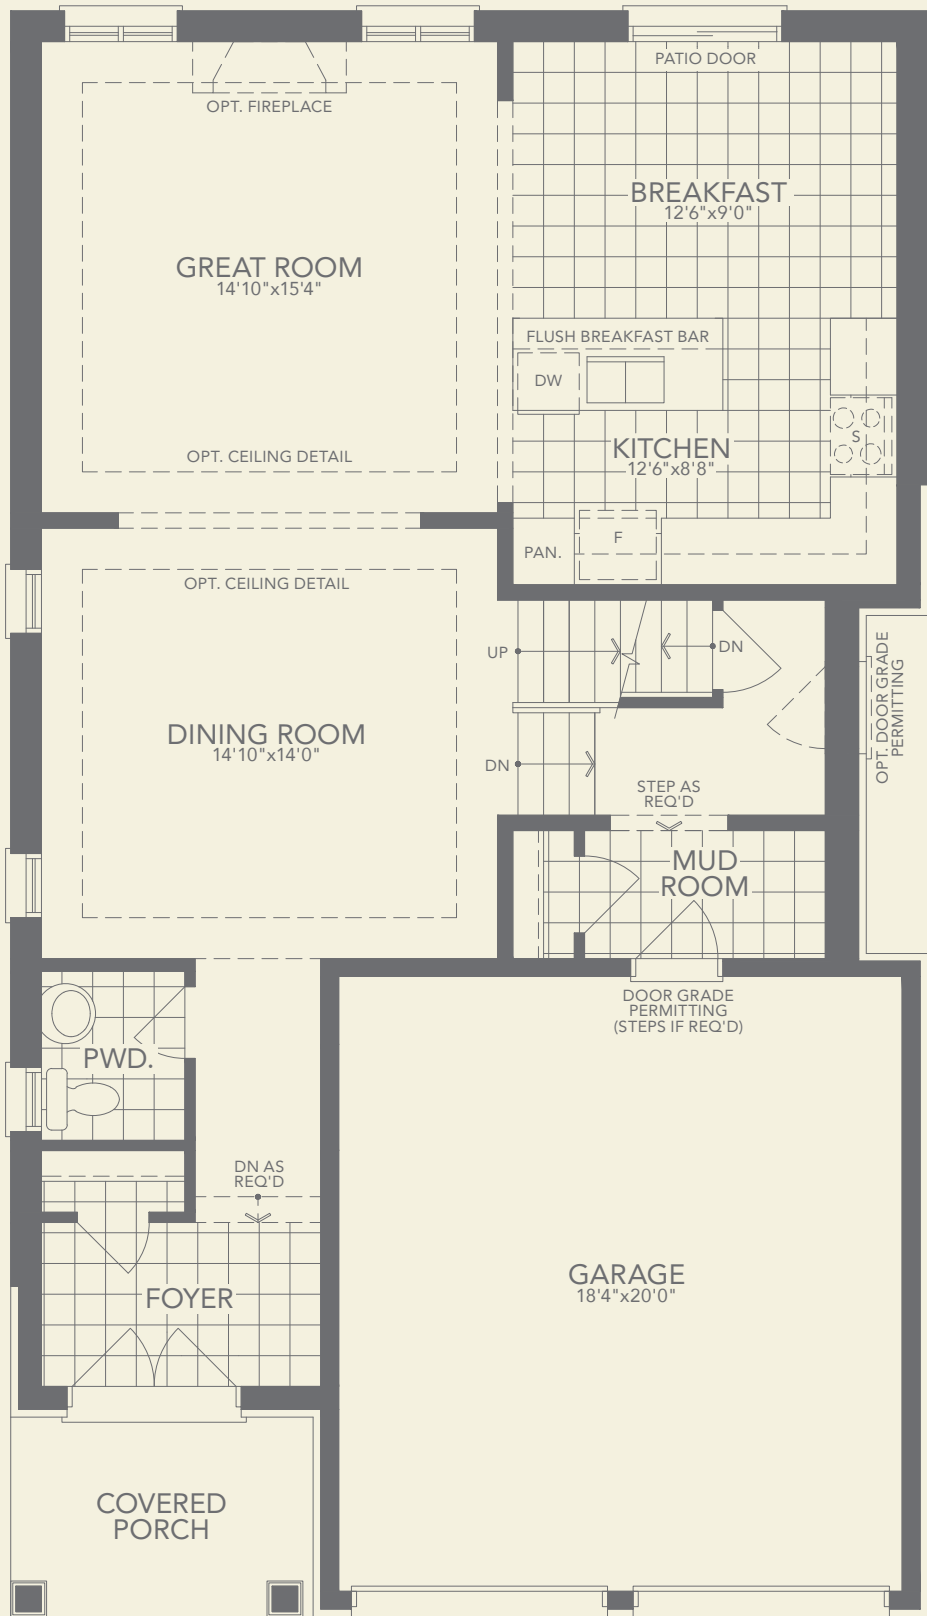 PATIO DOOR
OPT. FIREPLACE
BREAKFAST
12'6"x9'0"
GREAT ROOM
14'10"x15'4"
FLUSH BREAKFAST BAR
DW
S
KITCHEN
12'6"x8'8"
OPT. CEILING DETAIL
F
PAN.
OPT. CEILING DETAIL
UP
DN
OPT. DOOR GRADE
PERMITTING
DINING ROOM
14'10"x14'0"
DN
STEP AS
REQ'D
MUD
ROOM
DOOR GRADE
PERMITTING
(STEPS IF REQ'D)
PWD.
DN AS
REQ'D
FOYER
GARAGE
18'4"x20'0"
COVERED
PORCH